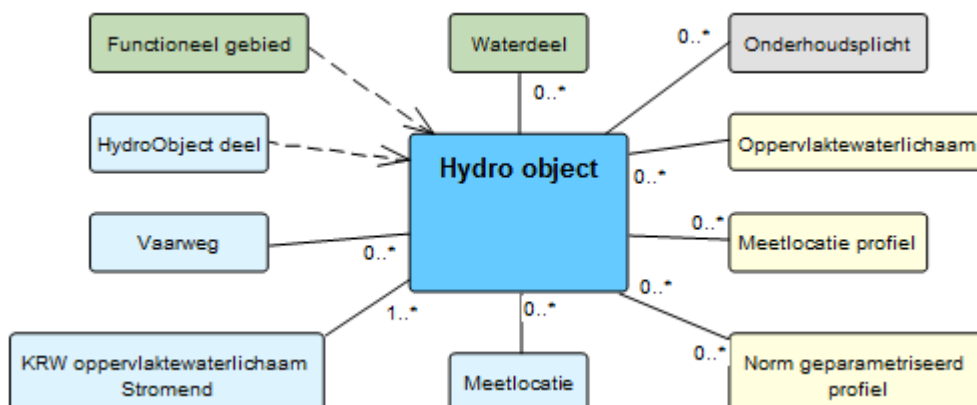 Functioneel gebied
Waterdeel
0..*
Onderhoudsplicht
0..*
HydroObject deel
Hydro object
Oppervlaktewaterlichaam
0..*
Vaarweg
0..*
0..*
Meetlocatie profiel
1..*
0..*
0..*
KRW oppervlaktewaterlichaam
Stromend
Meetlocatie
0..*
Norm geparametriseerd
profiel